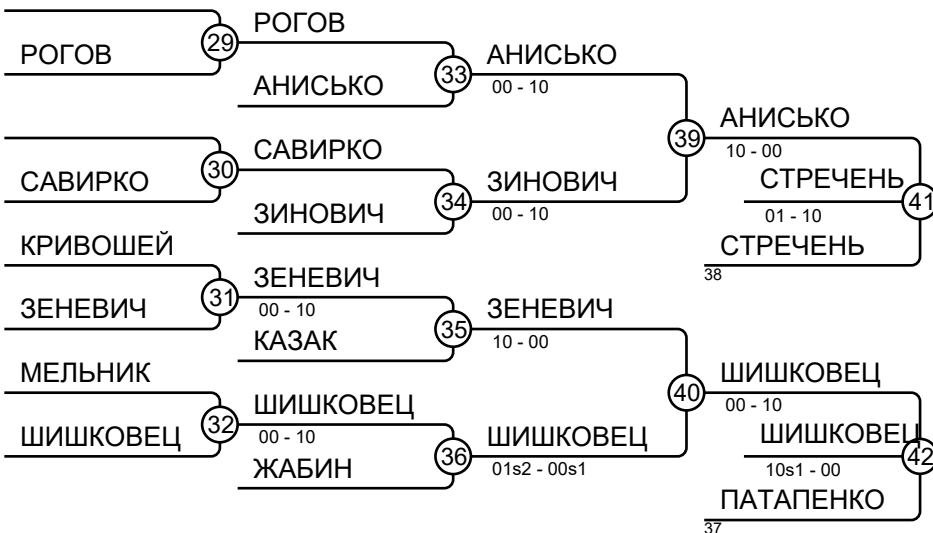 РОГОВ
29
РОГОВ
АНИСЬКО
33
АНИСЬКО
00 - 10
САВИРКО
30
САВИРКО
ЗИНОВИЧ
34
ЗИНОВИЧ
00 - 10
39
АНИСЬКО
10 - 00
СТРЕЧЕНЬ
01 - 10
41
СТРЕЧЕНЬ
38
КРИВОШЕЙ
ЗЕНЕВИЧ
31
ЗЕНЕВИЧ
00 - 10
КАЗАК
35
ЗЕНЕВИЧ
10 - 00
МЕЛЬНИК
ШИШКОВЕЦ
32
ШИШКОВЕЦ
00 - 10
ЖАБИН
36
ШИШКОВЕЦ
01s2 - 00s1
40
ШИШКОВЕЦ
00 - 10
ШИШКОВЕЦ
10s1 - 00
42
ПАТАПЕНКО
37